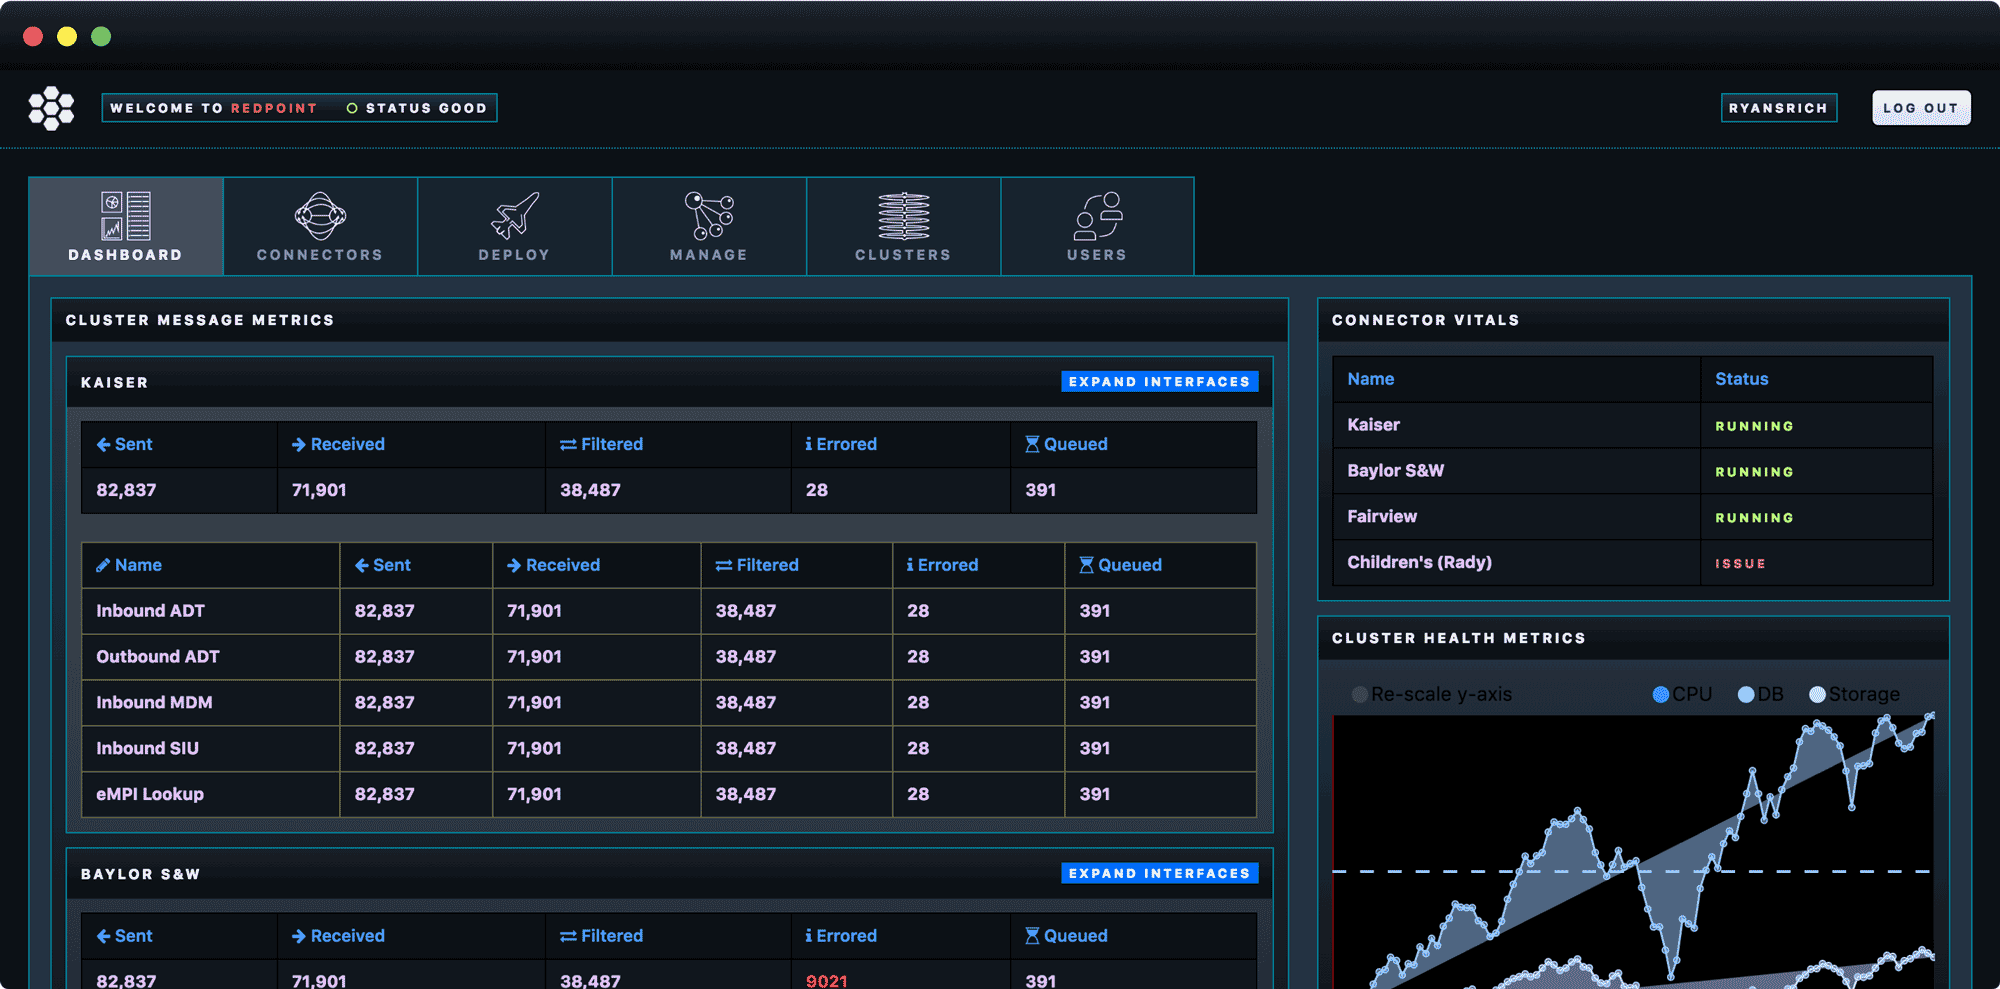 WELCOME TO REDPOINT STATUS GOOD
RYANSRICH
LOG OUT
DASHBOARD
CONNECTORS
DEPLOY
MANAGE
CLUSTERS
USERS
CLUSTER MESSAGE METRICS
KAISER
EXPAND INTERFACES
Sent Received Filtered Errored Queued
82,837 71,901 38,487 28 391
Name Sent Received Filtered Errored Queued
Inbound ADT 82,837 71,901 38,487 28 391
Outbound ADT 82,837 71,901 38,487 28 391
Inbound MDM 82,837 71,901 38,487 28 391
Inbound SIU 82,837 71,901 38,487 28 391
eMPI Lookup 82,837 71,901 38,487 28 391
BAYLOR S&W
EXPAND INTERFACES
Sent Received Filtered Errored Queued
82,837 71,901 38,487 9021 391
CONNECTOR VITALS
Name Status
Kaiser RUNNING
Baylor S&W RUNNING
Fairview RUNNING
Children's (Rady) ISSUE
CLUSTER HEALTH METRICS
Re-scale y-axis CPU DB Storage